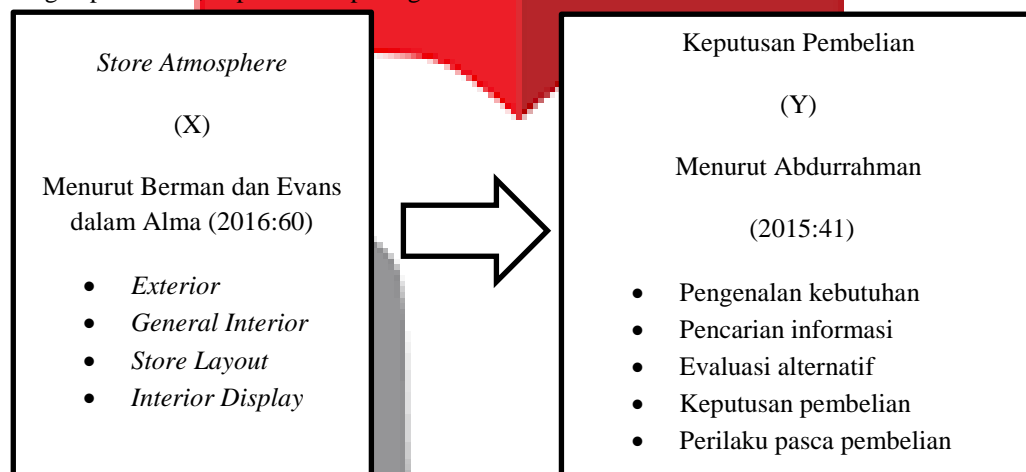 Store Atmosphere
(X)
Menurut Berman dan Evans
dalam Alma (2016:60)
• Exterior
• General Interior
• Store Layout
• Interior Display
Keputusan Pembelian
(Y)
Menurut Abdurrahman
(2015:41)
• Pengenalan kebutuhan
• Pencarian informasi
• Evaluasi alternatif
• Keputusan pembelian
• Perilaku pasca pembelian